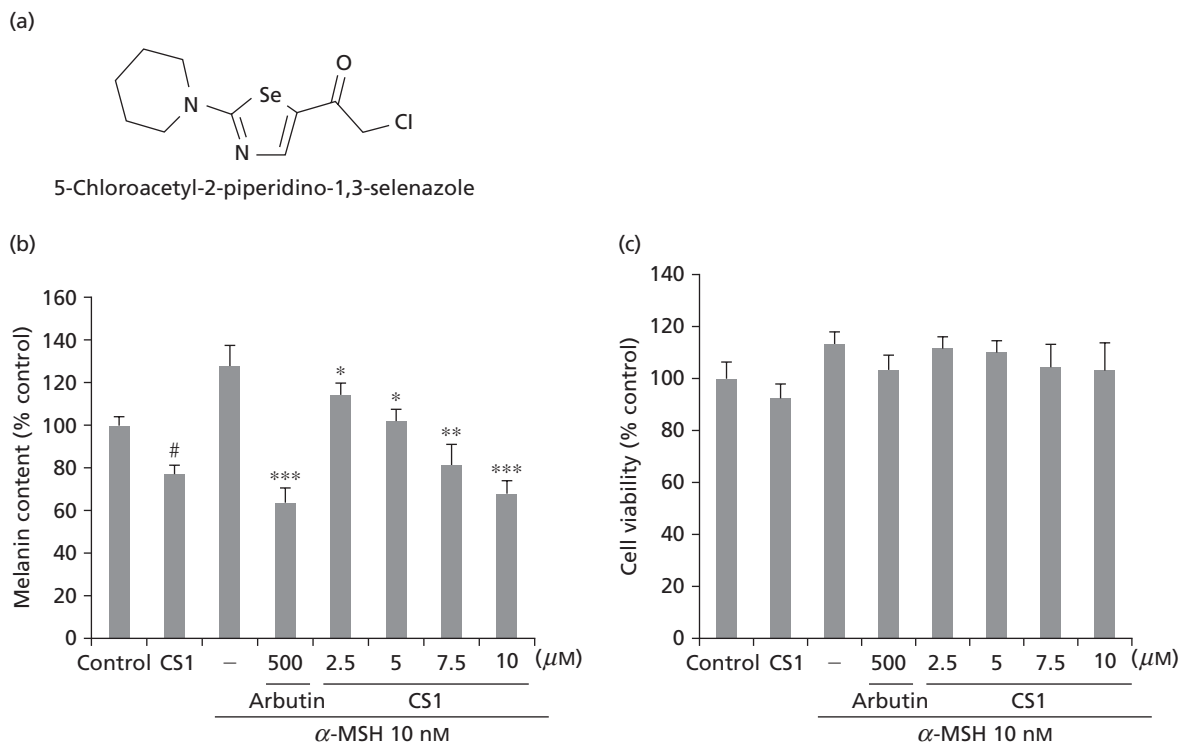 (a)
O
Se
N
Cl
N
5-Chloroacetyl-2-piperidino-1,3-selenazole
(b)
160
140
120
100
80
60
40
20
0
Melanin content (% control)
#
***
*
*
**
***
Control CS1 – 500 2.5 5 7.5 10 (μM)
Arbutin CS1
α-MSH 10 nM
(c)
140
120
100
80
60
40
20
0
Cell viability (% control)
Control CS1 – 500 2.5 5 7.5 10 (μM)
Arbutin CS1
α-MSH 10 nM